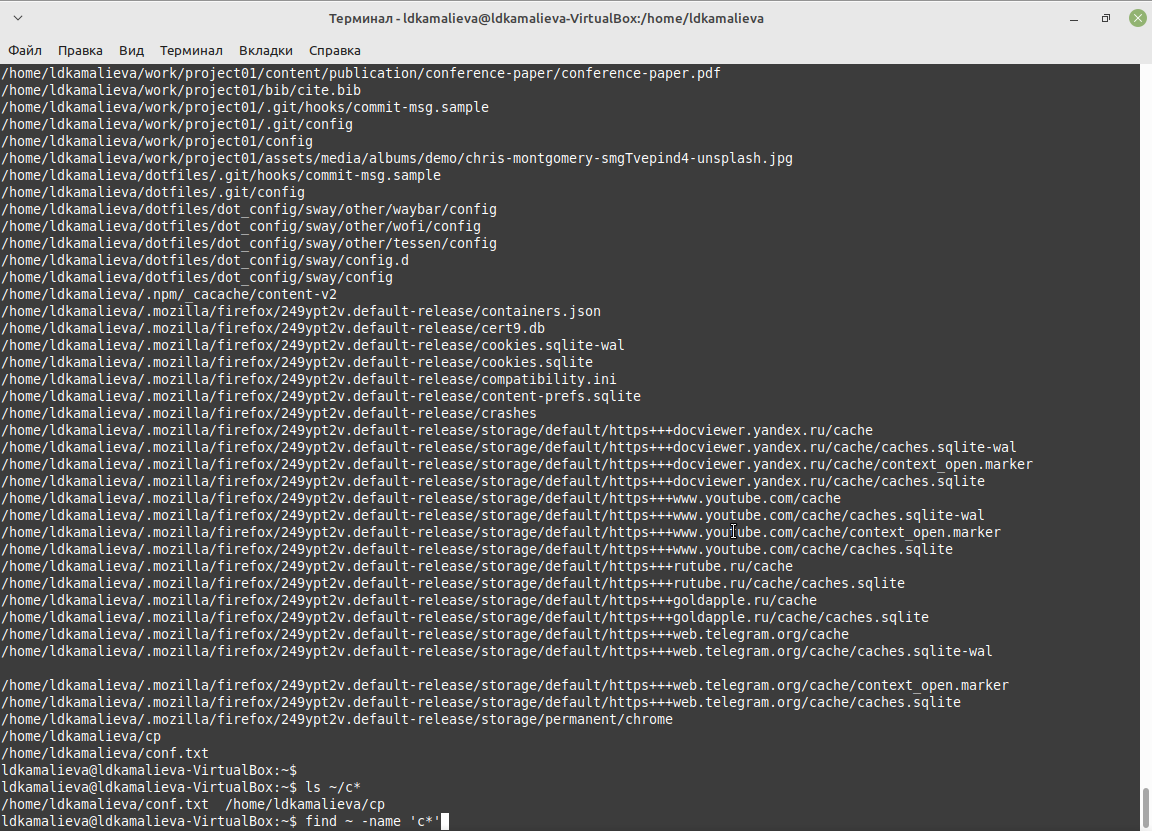 Терминал - ldkamalieva@ldkamalieva-VirtualBox:/home/ldkamalieva
Файл Правка Вид Терминал Вкладки Справка
/home/ldkamalieva/work/project01/content/publication/conference-paper/conference-paper.pdf
/home/ldkamalieva/work/project01/bib/cite.bib
/home/ldkamalieva/work/project01/.git/hooks/commit-msg.sample
/home/ldkamalieva/work/project01/.git/config
/home/ldkamalieva/work/project01/config
/home/ldkamalieva/work/project01/assets/media/albums/demo/chris-montgomery-smgTvepind4-unsplash.jpg
/home/ldkamalieva/dotfiles/.git/hooks/commit-msg.sample
/home/ldkamalieva/dotfiles/.git/config
/home/ldkamalieva/dotfiles/dot_config/sway/other/waybar/config
/home/ldkamalieva/dotfiles/dot_config/sway/other/wofi/config
/home/ldkamalieva/dotfiles/dot_config/sway/other/tessen/config
/home/ldkamalieva/dotfiles/dot_config/sway/config.d
/home/ldkamalieva/dotfiles/dot_config/sway/config
/home/ldkamalieva/.npm/_cacache/content-v2
/home/ldkamalieva/.mozilla/firefox/249ypt2v.default-release/containers.json
/home/ldkamalieva/.mozilla/firefox/249ypt2v.default-release/cert9.db
/home/ldkamalieva/.mozilla/firefox/249ypt2v.default-release/cookies.sqlite-wal
/home/ldkamalieva/.mozilla/firefox/249ypt2v.default-release/cookies.sqlite
/home/ldkamalieva/.mozilla/firefox/249ypt2v.default-release/compatibility.ini
/home/ldkamalieva/.mozilla/firefox/249ypt2v.default-release/content-prefs.sqlite
/home/ldkamalieva/.mozilla/firefox/249ypt2v.default-release/crashes
/home/ldkamalieva/.mozilla/firefox/249ypt2v.default-release/storage/default/https+++docviewer.yandex.ru/cache
/home/ldkamalieva/.mozilla/firefox/249ypt2v.default-release/storage/default/https+++docviewer.yandex.ru/cache/caches.sqlite-wal
/home/ldkamalieva/.mozilla/firefox/249ypt2v.default-release/storage/default/https+++docviewer.yandex.ru/cache/context_open.marker
/home/ldkamalieva/.mozilla/firefox/249ypt2v.default-release/storage/default/https+++docviewer.yandex.ru/cache/caches.sqlite
/home/ldkamalieva/.mozilla/firefox/249ypt2v.default-release/storage/default/https+++www.youtube.com/cache
/home/ldkamalieva/.mozilla/firefox/249ypt2v.default-release/storage/default/https+++www.youtube.com/cache/caches.sqlite-wal
/home/ldkamalieva/.mozilla/firefox/249ypt2v.default-release/storage/default/https+++www.youtube.com/cache/context_open.marker
/home/ldkamalieva/.mozilla/firefox/249ypt2v.default-release/storage/default/https+++www.youtube.com/cache/caches.sqlite
/home/ldkamalieva/.mozilla/firefox/249ypt2v.default-release/storage/default/https+++rutube.ru/cache
/home/ldkamalieva/.mozilla/firefox/249ypt2v.default-release/storage/default/https+++rutube.ru/cache/caches.sqlite
/home/ldkamalieva/.mozilla/firefox/249ypt2v.default-release/storage/default/https+++goldapple.ru/cache
/home/ldkamalieva/.mozilla/firefox/249ypt2v.default-release/storage/default/https+++goldapple.ru/cache/caches.sqlite
/home/ldkamalieva/.mozilla/firefox/249ypt2v.default-release/storage/default/https+++web.telegram.org/cache
/home/ldkamalieva/.mozilla/firefox/249ypt2v.default-release/storage/default/https+++web.telegram.org/cache/caches.sqlite-wal
/home/ldkamalieva/.mozilla/firefox/249ypt2v.default-release/storage/default/https+++web.telegram.org/cache/context_open.marker
/home/ldkamalieva/.mozilla/firefox/249ypt2v.default-release/storage/default/https+++web.telegram.org/cache/caches.sqlite
/home/ldkamalieva/.mozilla/firefox/249ypt2v.default-release/storage/permanent/chrome
/home/ldkamalieva/cp
/home/ldkamalieva/conf.txt
ldkamalieva@ldkamalieva-VirtualBox:~$
ldkamalieva@ldkamalieva-VirtualBox:~$ ls ~/c*
/home/ldkamalieva/conf.txt  /home/ldkamalieva/cp
ldkamalieva@ldkamalieva-VirtualBox:~$ find ~ -name 'c*'